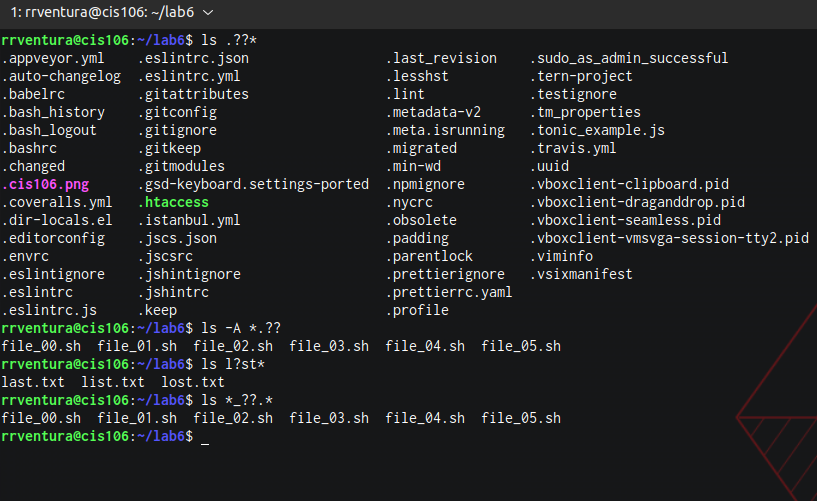 1: rrventura@cis106: ~/lab6
rrventura@cis106:~/lab6$ ls .??*
.appveyor.yml .eslintrc.json .last_revision .sudo_as_admin_successful
.auto-changelog .eslintrc.yml .lesshst .tern-project
.babelrc .gitattributes .lint .testignore
.bash_history .gitconfig .metadata-v2 .tm_properties
.bash_logout .gitignore .meta.isrunning .tonic_example.js
.bashrc .gitkeep .migrated .travis.yml
.changed .gitmodules .min-wd .uuid
.cis106.png .gsd-keyboard.settings-ported .npmignore .vboxclient-clipboard.pid
.coveralls.yml .htaccess .nycrc .vboxclient-draganddrop.pid
.dir-locals.el .istanbul.yml .obsolete .vboxclient-seamless.pid
.editorconfig .jscs.json .padding .vboxclient-vmsvga-session-tty2.pid
.envrc .jscsrc .parentlock .viminfo
.eslintignore .jshintignore .prettierignore .vsixmanifest
.eslintrc .jshintrc .prettierrc.yaml
.eslintrc.js .keep .profile
rrventura@cis106:~/lab6$ ls -A *.??
file_00.sh file_01.sh file_02.sh file_03.sh file_04.sh file_05.sh
rrventura@cis106:~/lab6$ ls l?st*
last.txt list.txt lost.txt
rrventura@cis106:~/lab6$ ls *_??.*
file_00.sh file_01.sh file_02.sh file_03.sh file_04.sh file_05.sh
rrventura@cis106:~/lab6$ _